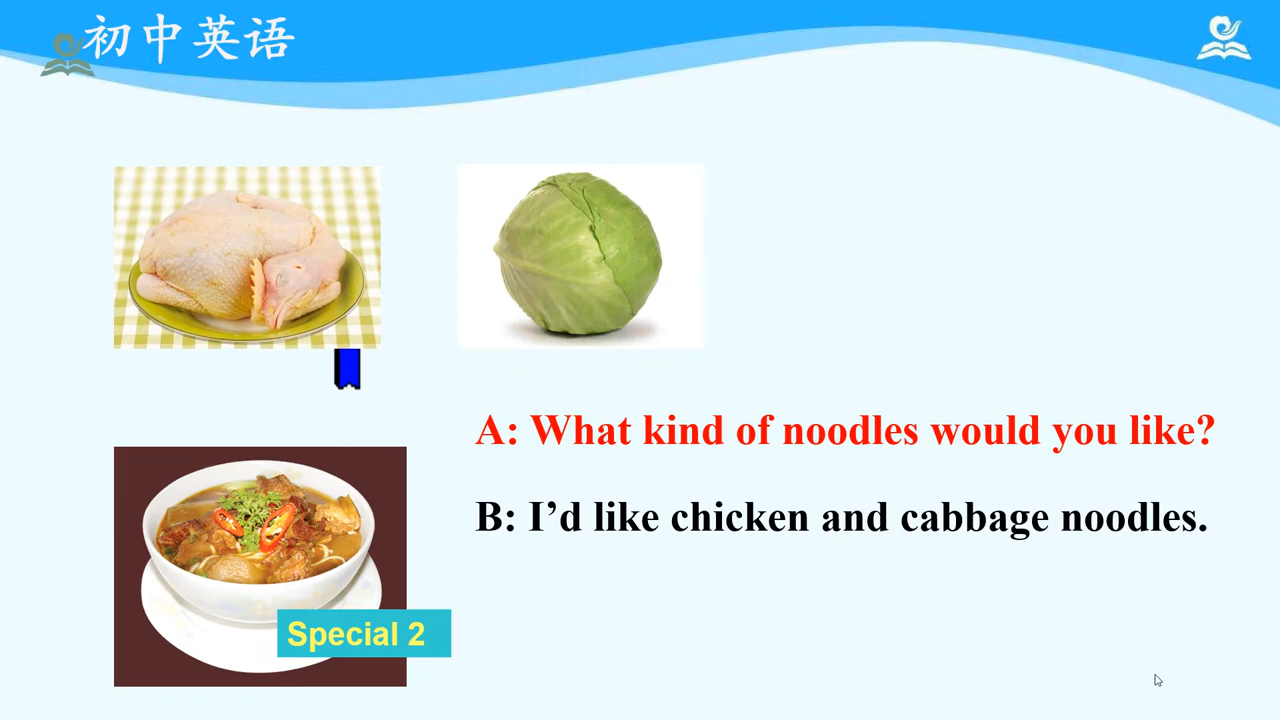 初中英语
A: What kind of noodles would you like?
B: I’d like chicken and cabbage noodles.
Special 2